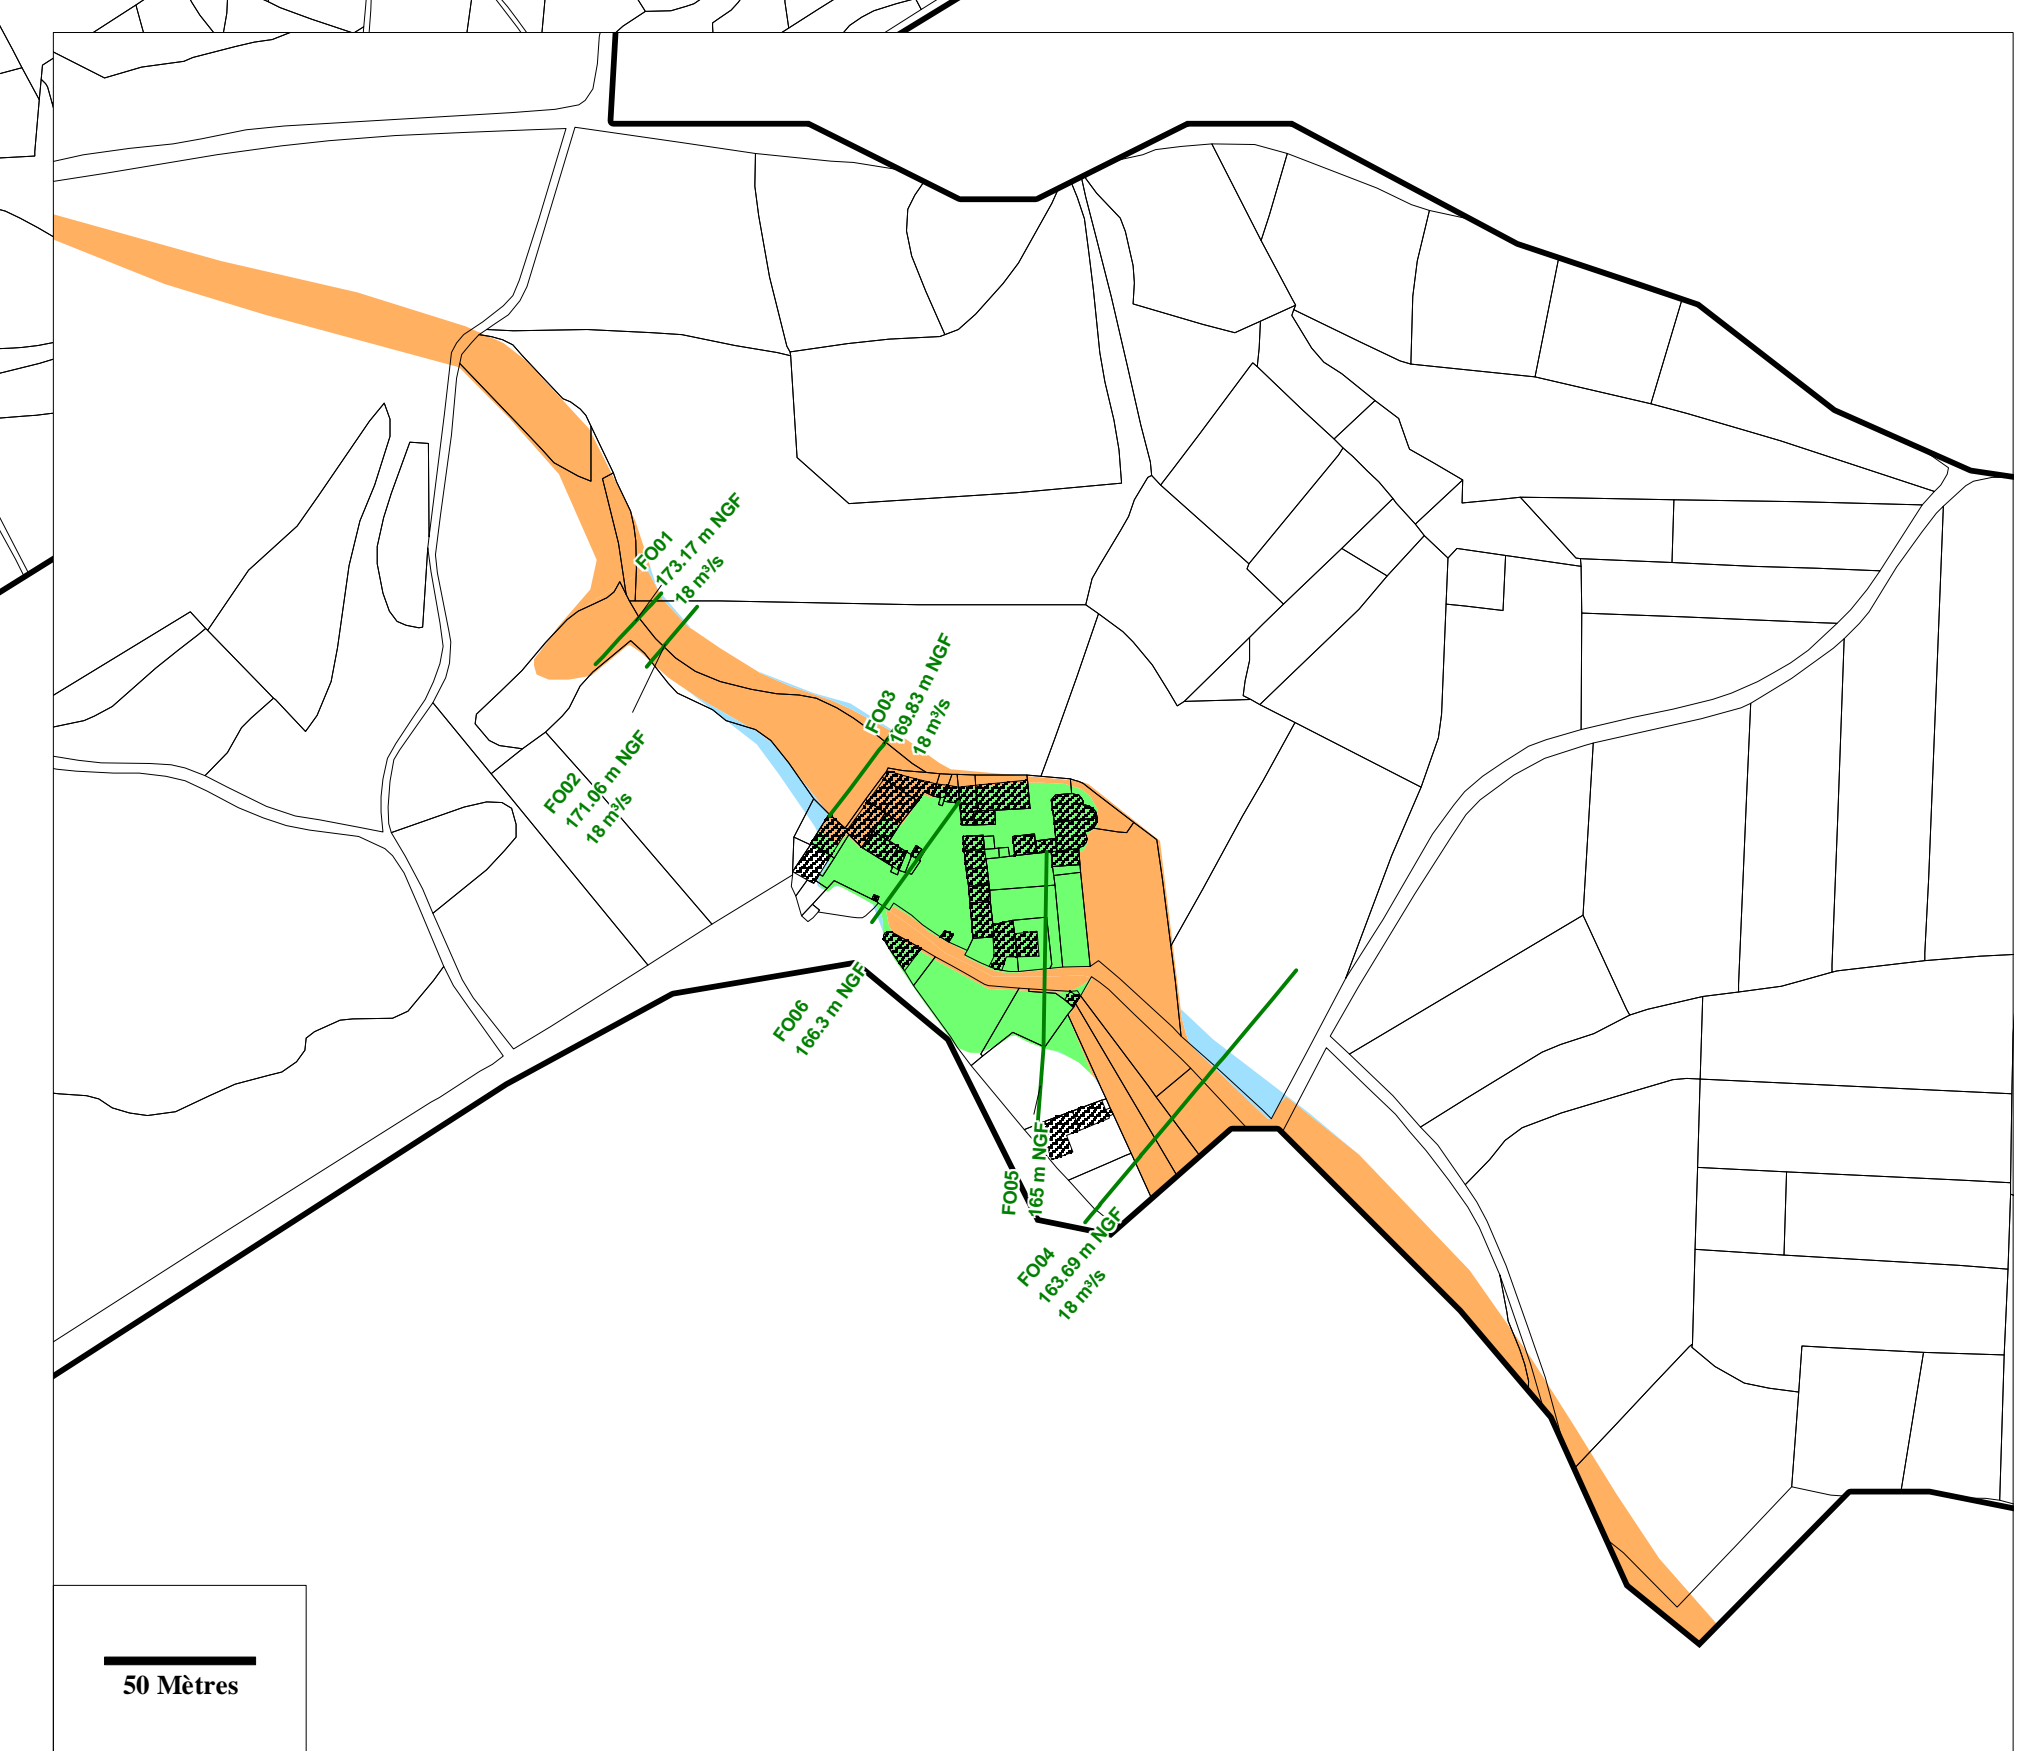 FO01
173.17 m NGF
18 m³/s
FO03
169.83 m NGF
18 m³/s
FO02
171.06 m NGF
18 m³/s
FO06
166.3 m NGF
FO05
165 m NGF
FO04
163.69 m NGF
18 m³/s
50 Mètres